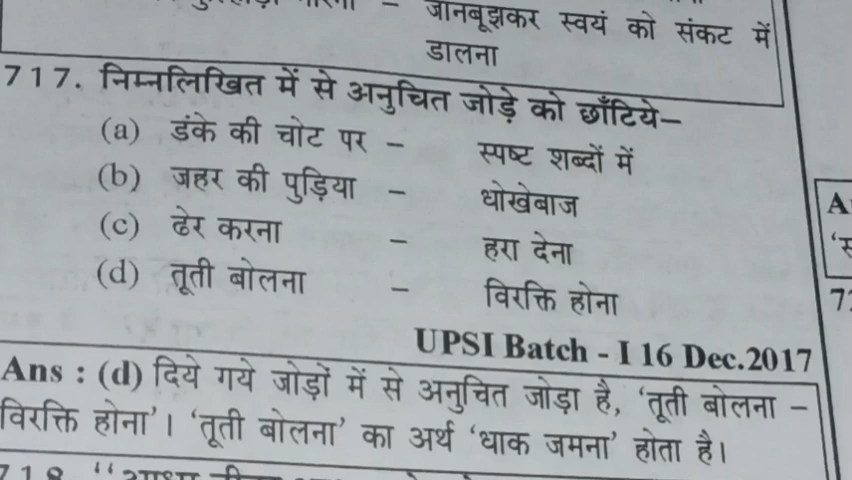 जानबूझकर स्वयं को संकट में
डालना
717. निम्नलिखित में से अनुचित जोड़े को छाँटिये–
(a) डंके की चोट पर – स्पष्ट शब्दों में
(b) जहर की पुड़िया – धोखेबाज
(c) ढेर करना – हरा देना
(d) तूती बोलना – विरक्ति होना
UPSI Batch - I 16 Dec.2017
Ans : (d) दिये गये जोड़ों में से अनुचित जोड़ा है, ‘तूती बोलना –
विरक्ति होना’। ‘तूती बोलना’ का अर्थ ‘धाक जमना’ होता है।
718.